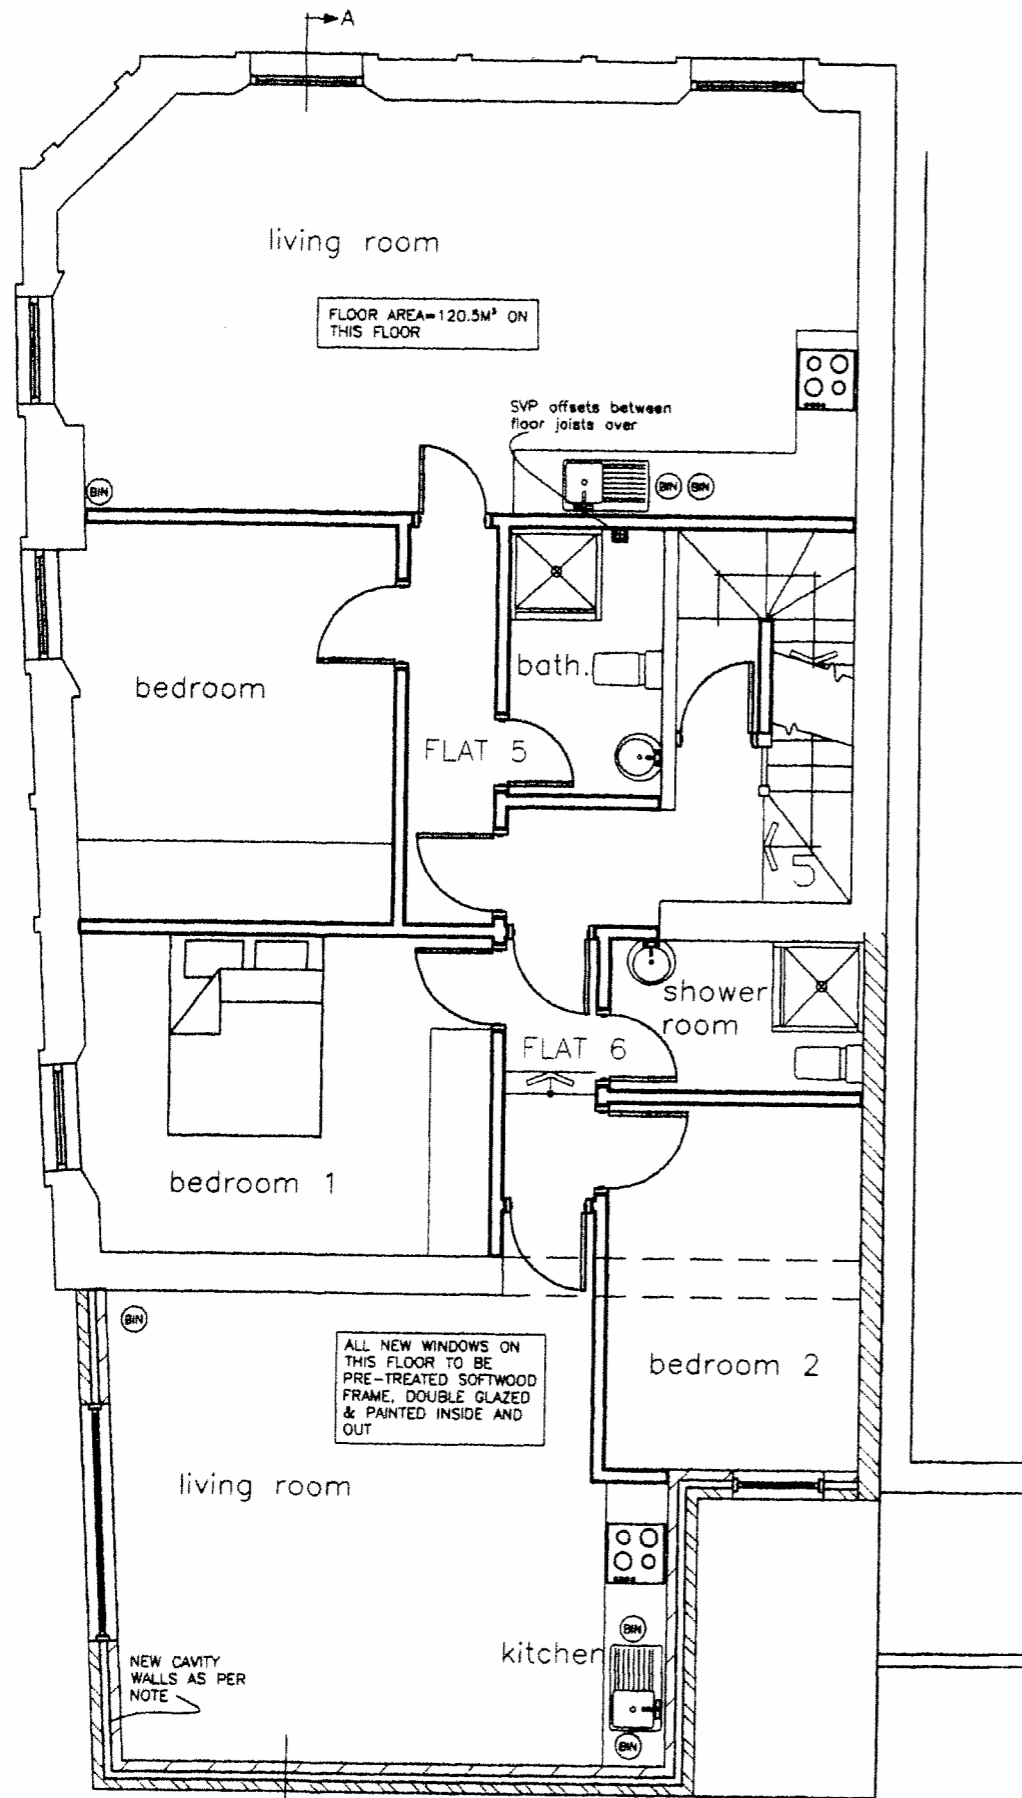 A
living room
FLOOR AREA=120.5M³ ON
THIS FLOOR
SVP offsets between
floor joists over
BIN
BIN BIN
bath.
bedroom
FLAT 5
5
shower
room
FLAT 6
bedroom 1
BIN
ALL NEW WINDOWS ON
THIS FLOOR TO BE
PRE-TREATED SOFTWOOD
FRAME, DOUBLE GLAZED
& PAINTED INSIDE AND
OUT
bedroom 2
living room
BIN
kitchen
NEW CAVITY
WALLS AS PER
NOTE
BIN